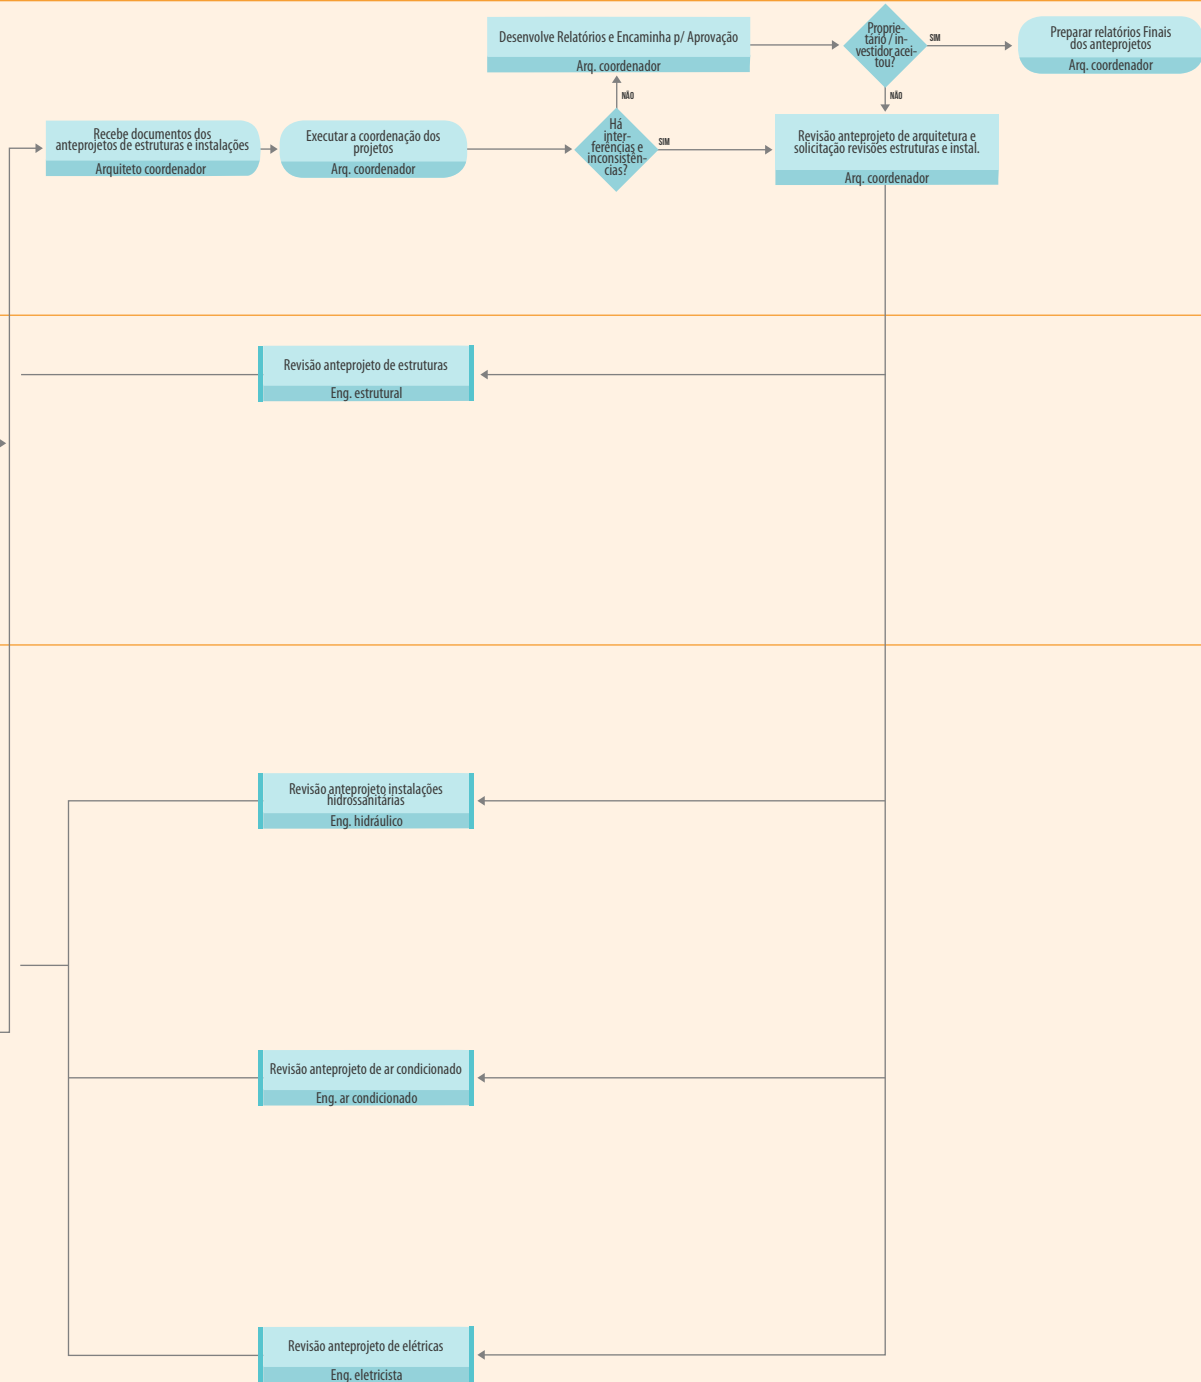 Desenvolve Relatórios e Encaminha p/ Aprovação
Arq. coordenador
Proprie-
tário / in-
vestidor acei-
tou?
SIM
NÃO
Preparar relatórios Finais
dos anteprojetos
Arq. coordenador
NÃO
Recebe documentos dos
anteprojetos de estruturas e instalações
Arquiteto coordenador
Executar a coordenação dos
projetos
Arq. coordenador
Há
inter-
ferências e
inconsistên-
cias?
SIM
Revisão anteprojeto de arquitetura e
solicitação revisões estruturas e instal.
Arq. coordenador
Revisão anteprojeto de estruturas
Eng. estrutural
Revisão anteprojeto instalações
hidrossanitárias
Eng. hidráulico
Revisão anteprojeto de ar condicionado
Eng. ar condicionado
Revisão anteprojeto de elétricas
Eng. eletricista